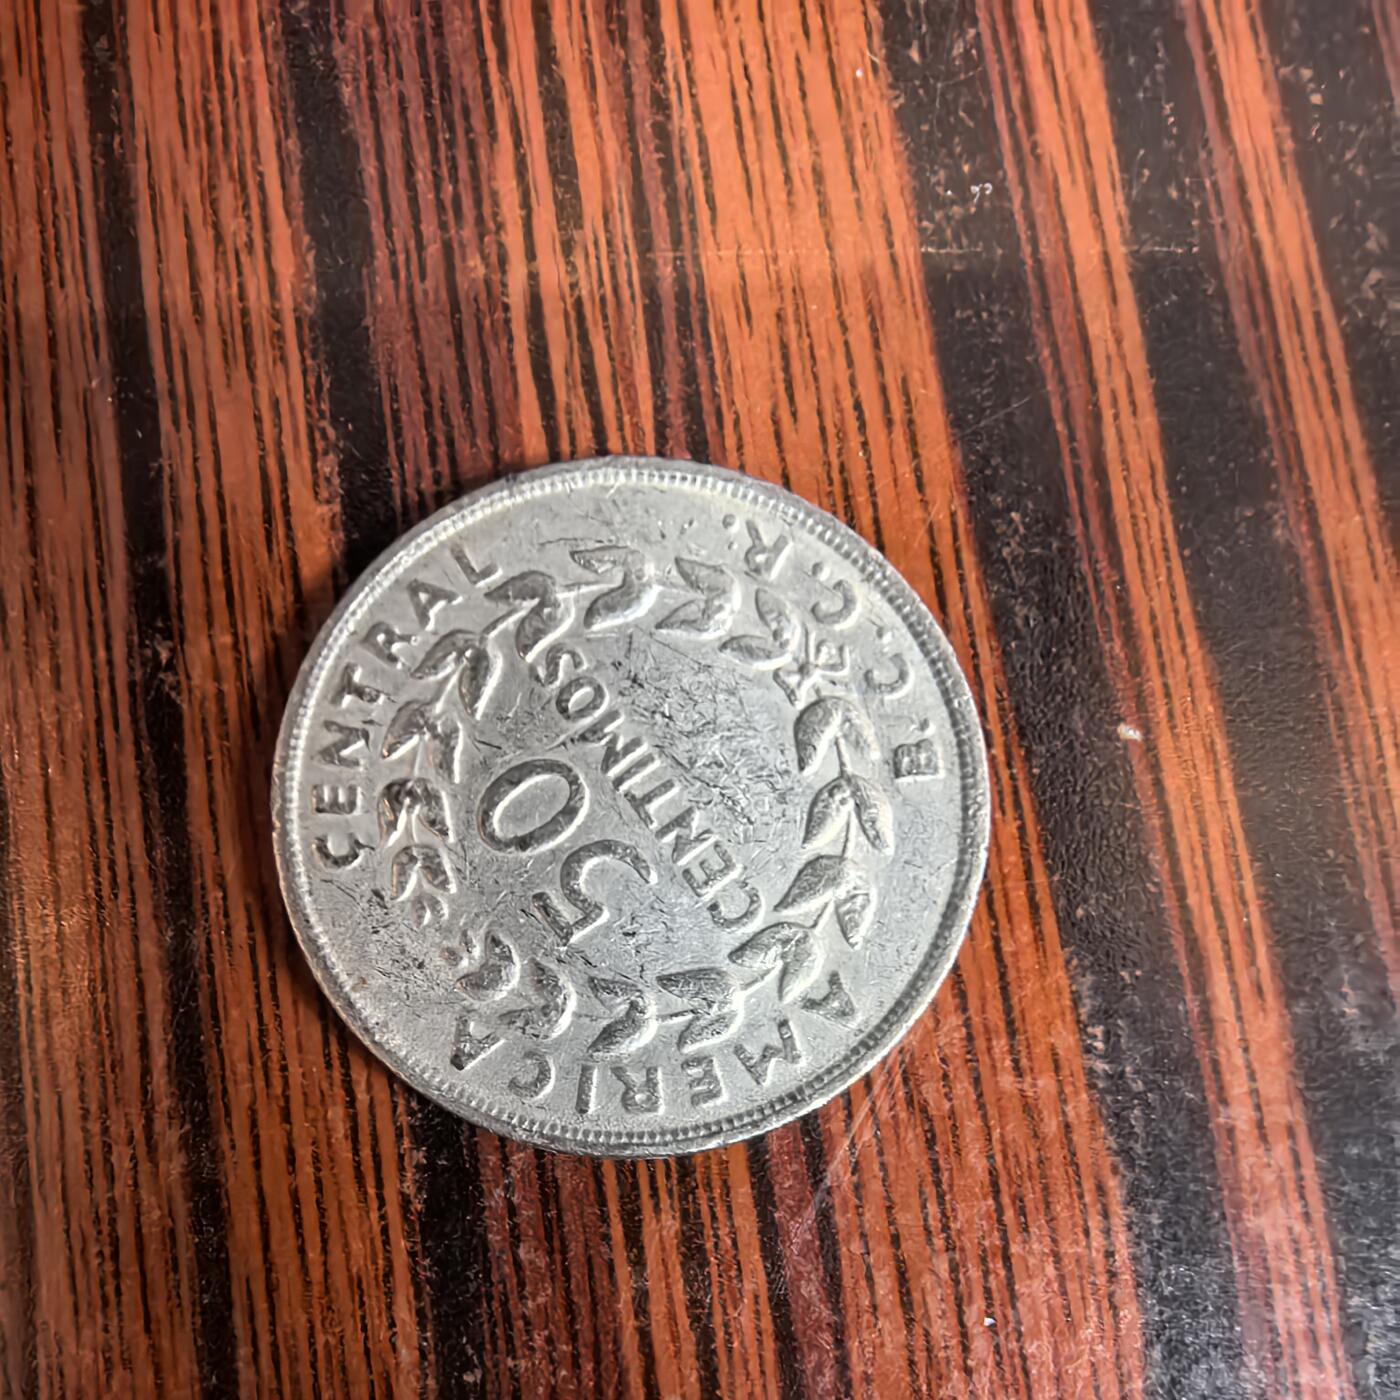 AMERICA CENTRAL
50
CENTIMOS
B.C.C.R.